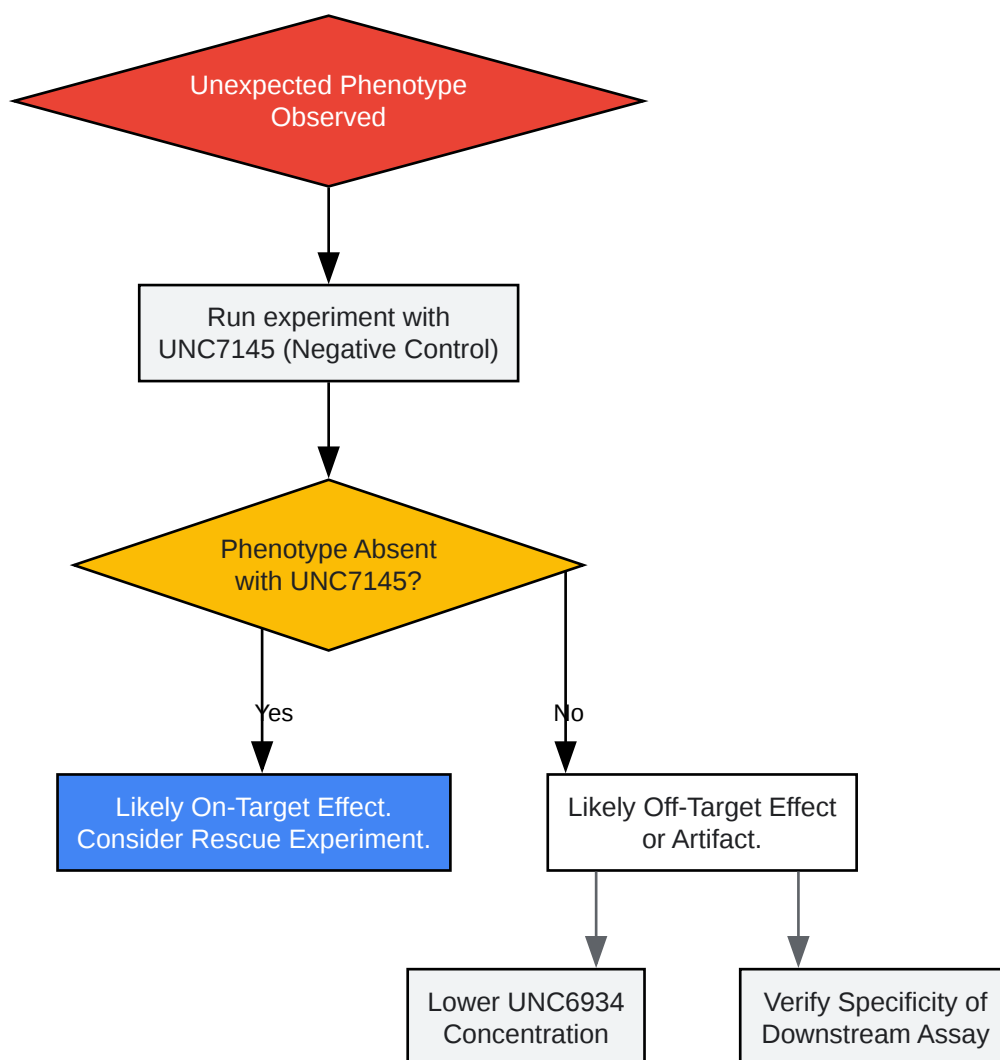 Unexpected Phenotype
Observed
Run experiment with
UNC7145 (Negative Control)
Phenotype Absent
with UNC7145?
Yes
No
Likely On-Target Effect.
Consider Rescue Experiment.
Likely Off-Target Effect
or Artifact.
Lower UNC6934
Concentration
Verify Specificity of
Downstream Assay